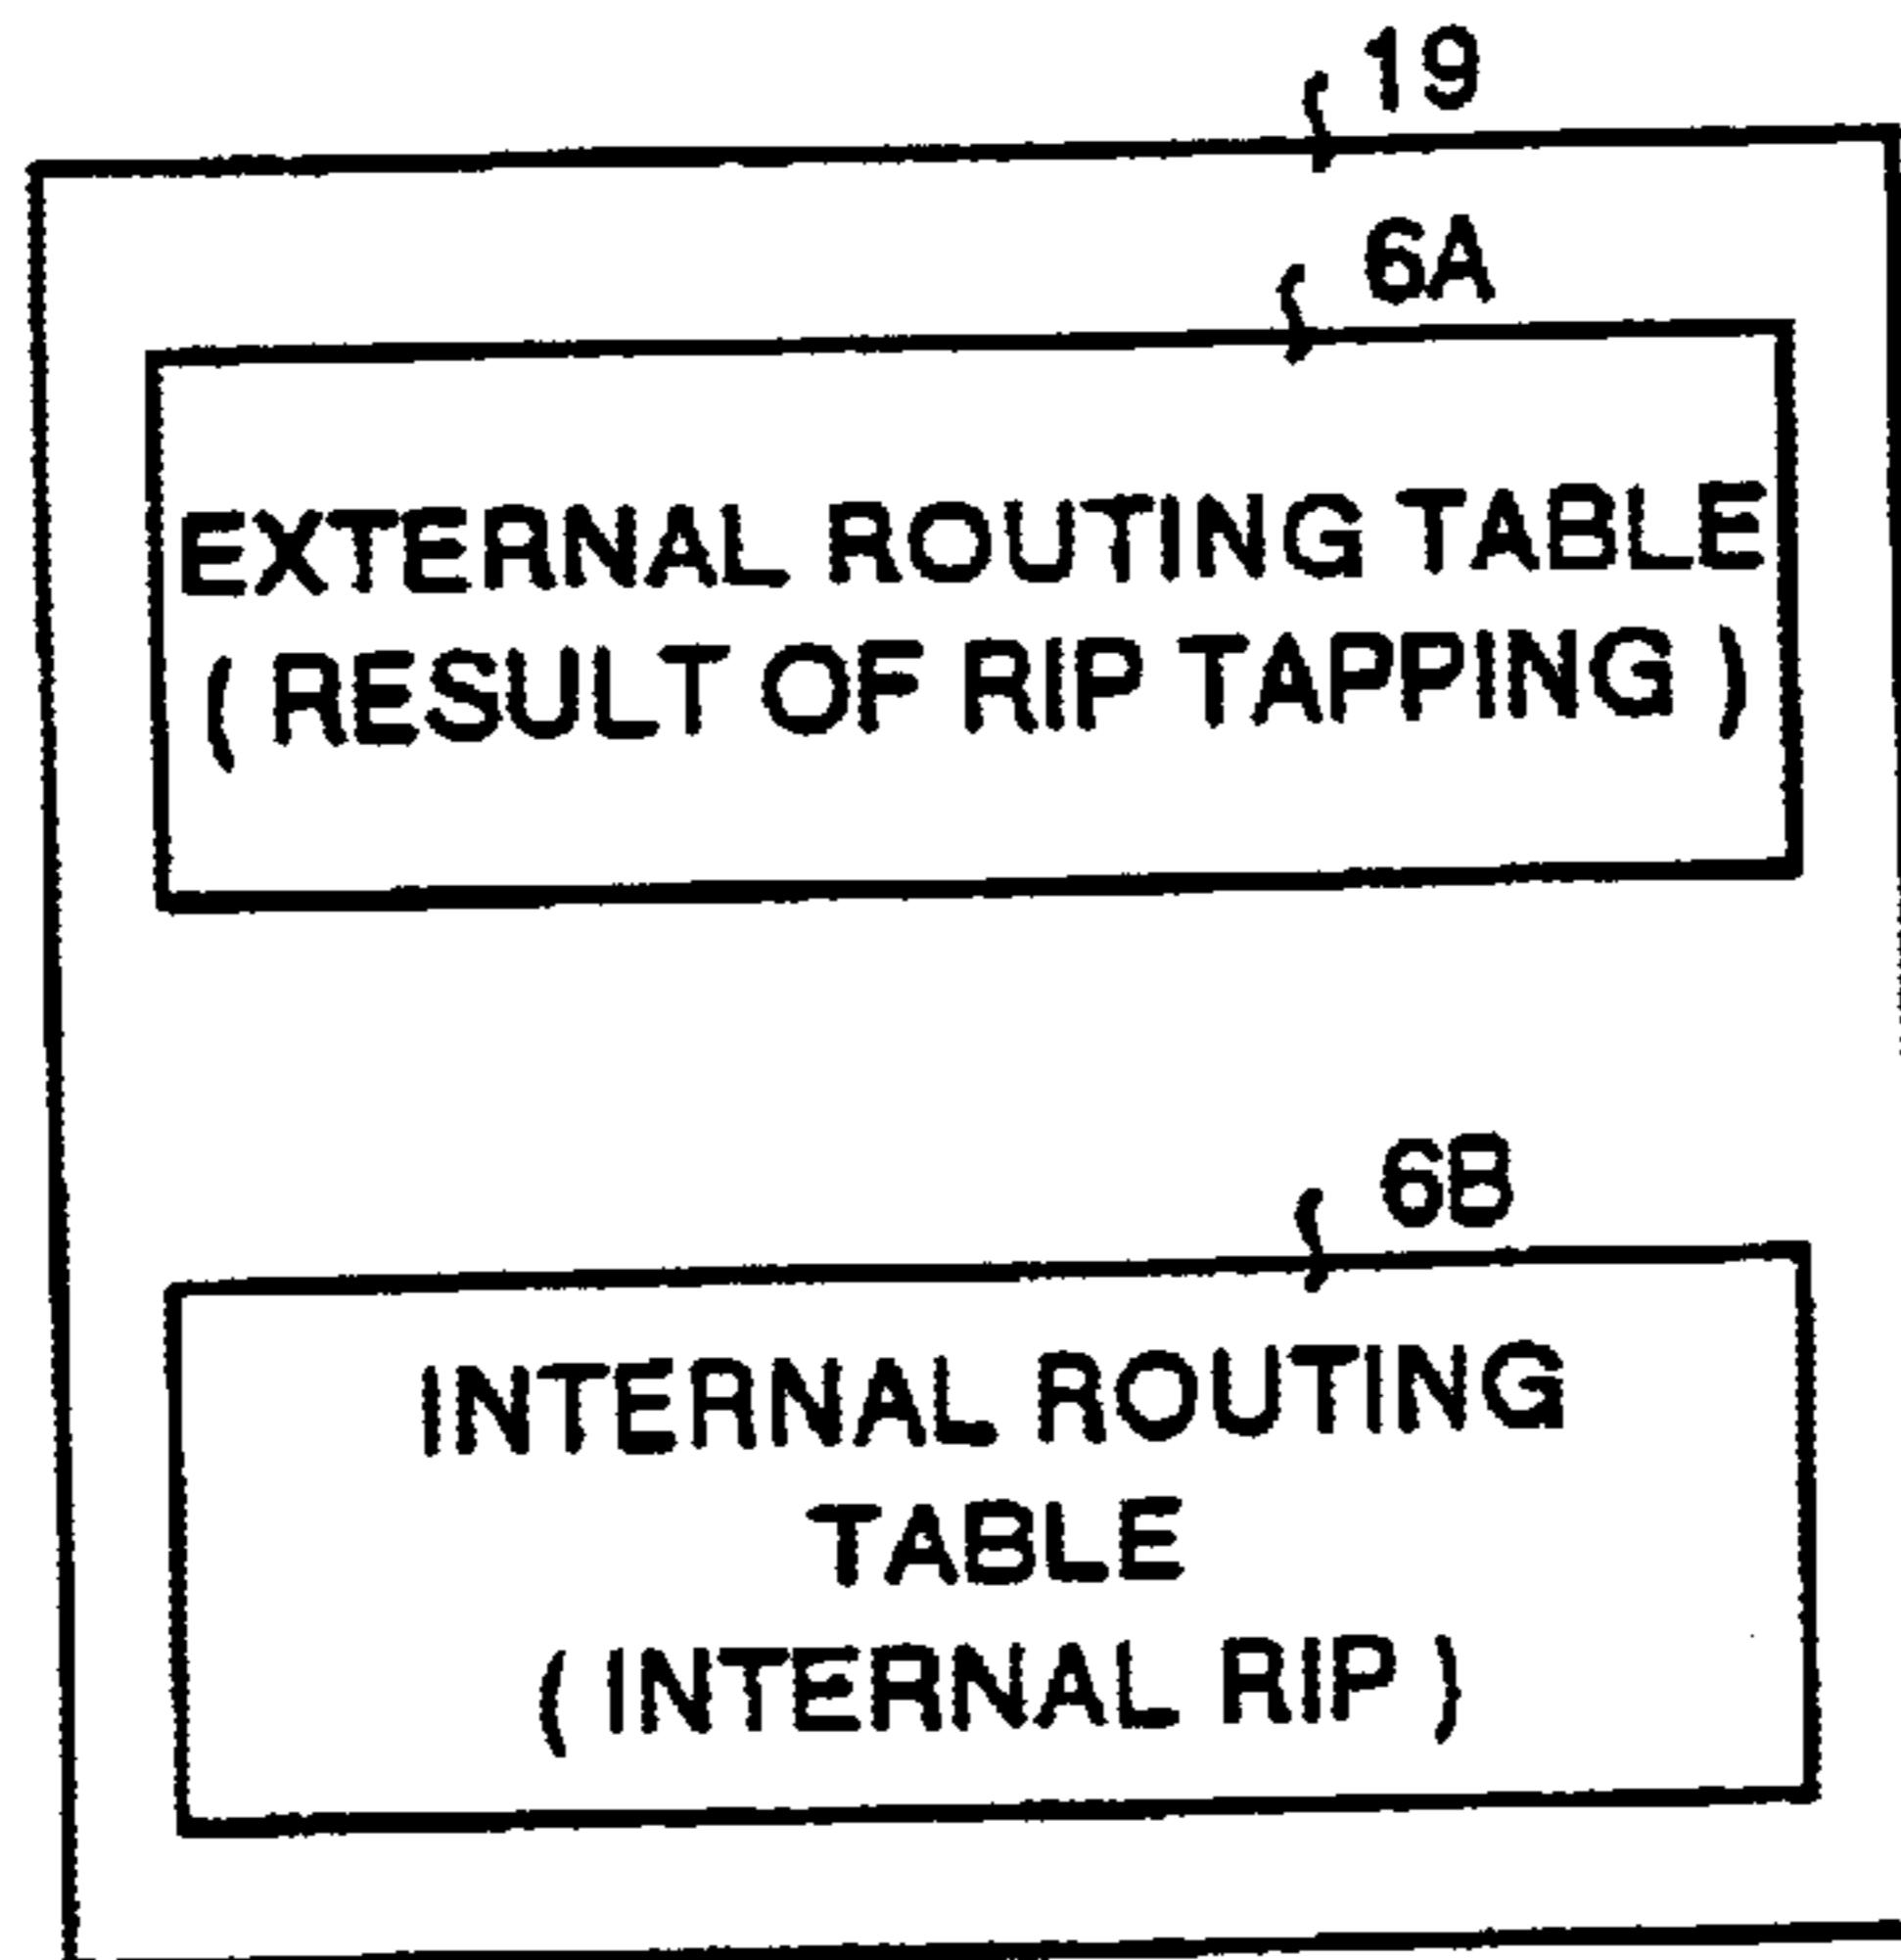 19
6A
EXTERNAL ROUTING TABLE
( RESULT OF RIP TAPPING )
6B
INTERNAL ROUTING
TABLE
( INTERNAL RIP )